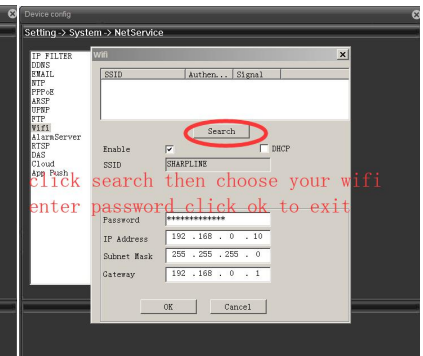 Device config
Setting -> System -> NetService
IP FILTER
DDNS
EMAIL
NTP
PPPoE
ARSP
UPNP
FTP
Wifi
AlarmServer
RTSP
DAS
Cloud
App Push
Wifi
SSID Authen... Signal
Search
Enable DHCP
SSID SHARPLINE
click search then choose your wifi
enter password click ok to exit
Password *************
IP Address 192 .168 . 0 . 10
Subnet Mask 255 .255 .255 . 0
Gateway 192 .168 . 0 . 1
OK Cancel